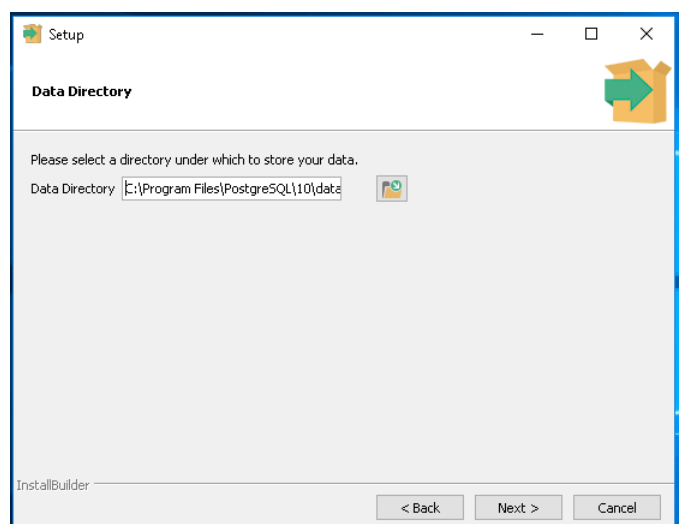 Setup
Data Directory
Please select a directory under which to store your data.
Data Directory C:\Program Files\PostgreSQL\10\data
InstallBuilder
< Back Next > Cancel